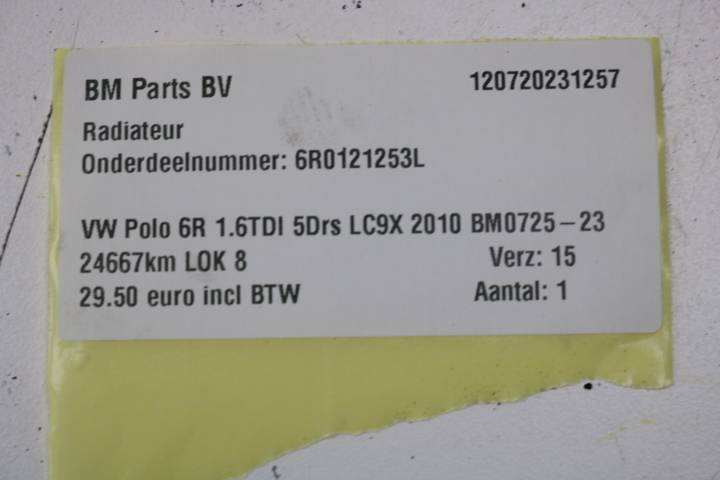 BM Parts BV 120720231257
Radiateur
Onderdeelnummer: 6R0121253L
VW Polo 6R 1.6TDI 5Drs LC9X 2010 BM0725-23
24667km LOK 8 Verz: 15
29.50 euro incl BTW Aantal: 1